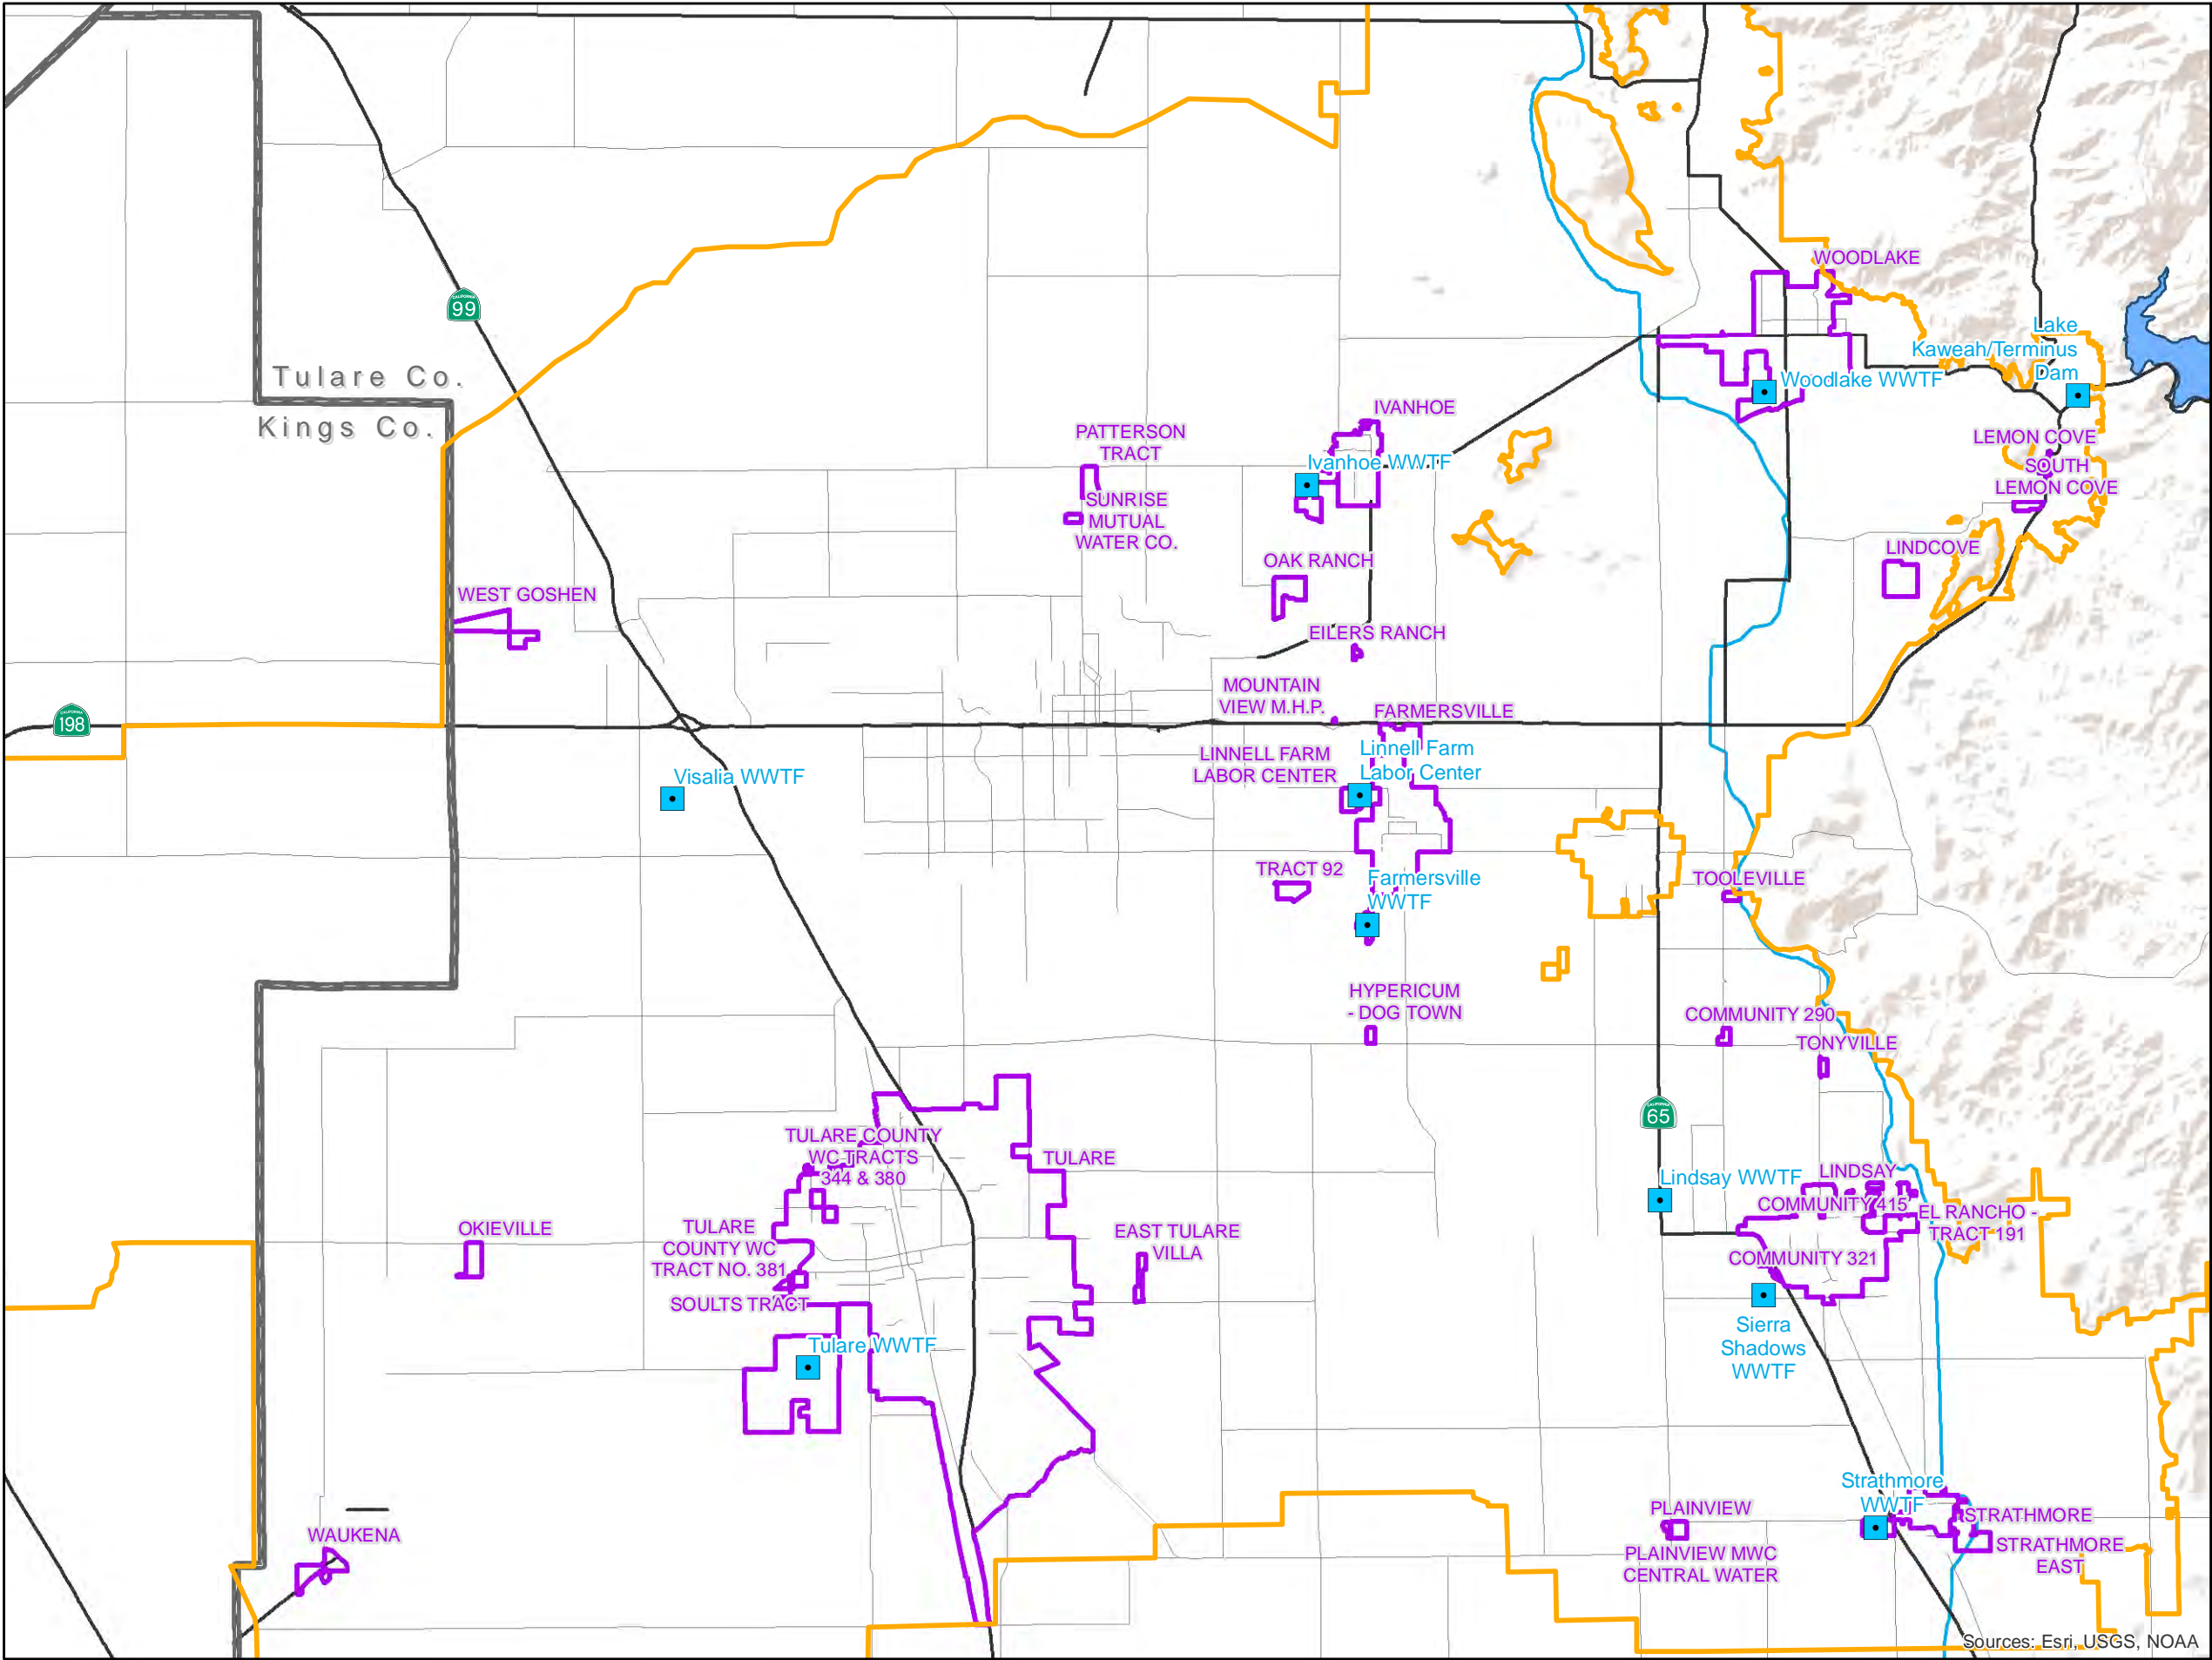 WOODLAKE
CALIFORNIA
99
Lake
Kaweah/Terminus
Dam
Tulare Co.
Kings Co.
Woodlake WWTF
IVANHOE
PATTERSON
TRACT
LEMON COVE
Ivanhoe WWTF
SOUTH
LEMON COVE
SUNRISE
MUTUAL
WATER CO.
LINDCOVE
OAK RANCH
WEST GOSHEN
EILERS RANCH
MOUNTAIN
VIEW M.H.P.
CALIFORNIA
198
FARMERSVILLE
LINNELL FARM
LABOR CENTER
Linnell Farm
Labor Center
Visalia WWTF
TRACT 92
Farmersville
WWTF
TOOLEVILLE
HYPERICUM
- DOG TOWN
COMMUNITY 290
TONYVILLE
CALIFORNIA
65
TULARE COUNTY
WC TRACTS
344 & 380
TULARE
Lindsay WWTF
LINDSAY
COMMUNITY 415
EL RANCHO -
TRACT 191
OKIEVILLE
TULARE
COUNTY WC
TRACT NO. 381
EAST TULARE
VILLA
COMMUNITY 321
SOULTS TRACT
Sierra
Shadows
WWTF
Tulare WWTF
Strathmore
WWTF
PLAINVIEW
STRATHMORE
WAUKENA
STRATHMORE
EAST
PLAINVIEW MWC
CENTRAL WATER
Sources: Esri, USGS, NOAA